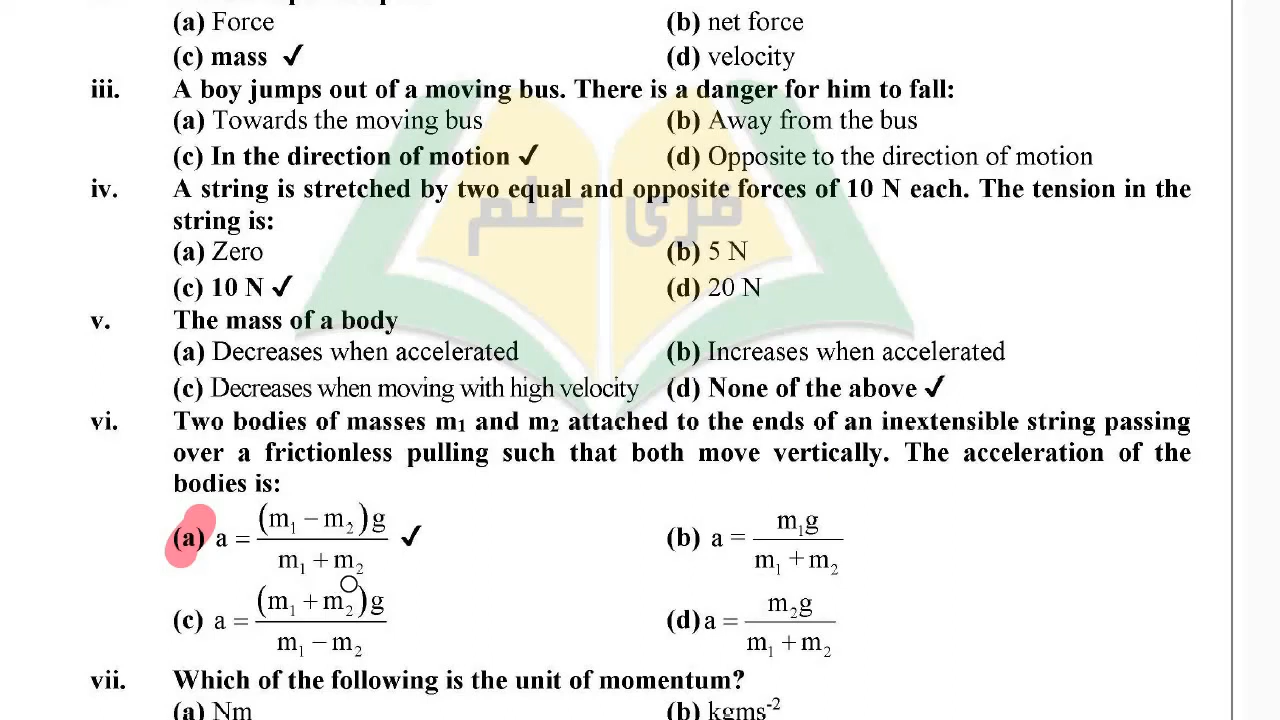 (a) Force (b) net force
(c) mass ✓ (d) velocity
iii. A boy jumps out of a moving bus. There is a danger for him to fall:
(a) Towards the moving bus (b) Away from the bus
(c) In the direction of motion ✓ (d) Opposite to the direction of motion
iv. A string is stretched by two equal and opposite forces of 10 N each. The tension in the
string is:
(a) Zero (b) 5 N
(c) 10 N ✓ (d) 20 N
v. The mass of a body
(a) Decreases when accelerated (b) Increases when accelerated
(c) Decreases when moving with high velocity (d) None of the above ✓
vi. Two bodies of masses m₁ and m₂ attached to the ends of an inextensible string passing
over a frictionless pulling such that both move vertically. The acceleration of the
bodies is:
(a) a = (m₁ − m₂)g / m₁ + m₂ ✓ (b) a = m₁g / m₁ + m₂
(c) a = (m₁ + m₂)g / m₁ − m₂ (d) a = m₂g / m₁ + m₂
vii. Which of the following is the unit of momentum?
(a) Nm (b) kgms⁻²